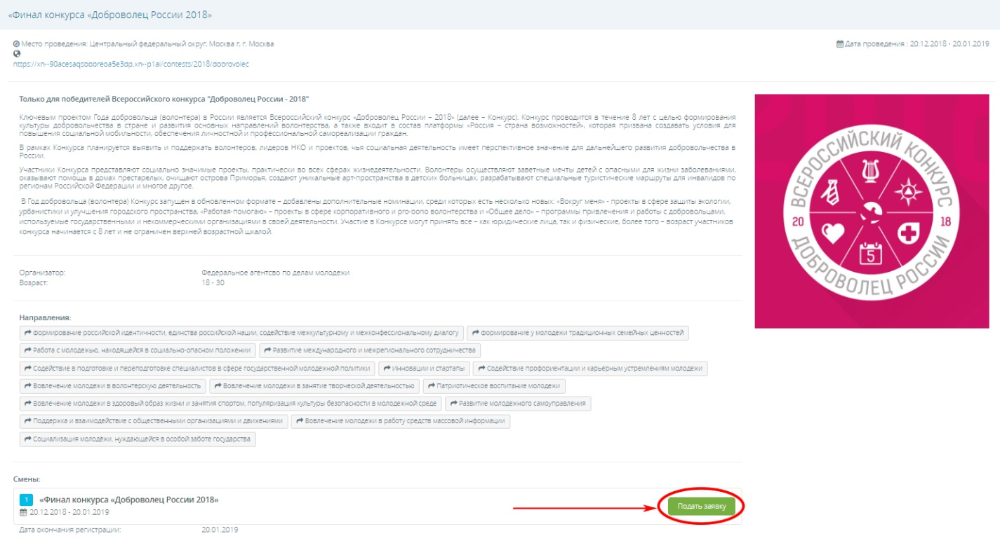 «Финал конкурса «Доброволец России 2018»
Место проведения: Центральный федеральный округ, Москва г, г. Москва
Дата проведения : 20.12.2018 - 20.01.2019
https://xn--90acesaqsbbbreoa5e3dp.xn--p1ai/contests/2018/dobrovolec
Только для победителей Всероссийского конкурса "Доброволец России - 2018"
Ключевым проектом Года добровольца (волонтера) в России является Всероссийский конкурс «Доброволец России – 2018» (далее – Конкурс). Конкурс проводится в течение 8 лет с целью формирования
культуры добровольчества в стране и развития основных направлений волонтерства, а также входит в состав платформы «Россия – страна возможностей», которая призвана создавать условия для
повышения социальной мобильности, обеспечения личностной и профессиональной самореализации граждан.
В рамках Конкурса планируется выявить и поддержать волонтеров, лидеров НКО и проектов, чья социальная деятельность имеет перспективное значение для дальнейшего развития добровольчества в
России.
Участники Конкурса представляют социально значимые проекты, практически во всех сферах жизнедеятельности. Волонтеры осуществляют заветные мечты детей с опасными для жизни заболеваниями,
оказывают помощь в домах престарелых, очищают острова Приморья, создают уникальные арт-пространства в детских больницах, разрабатывают специальные туристические маршруты для инвалидов по
регионам Российской Федерации и многое другое.
В Год добровольца (волонтера) Конкурс запущен в обновленном формате – добавлены дополнительные номинации, среди которых есть несколько новых: «Вокруг меня» - проекты в сфере защиты экологии,
урбанистики и улучшения городского пространства, «Работая-помогаю» – проекты в сфере корпоративного и pro-bono волонтерства и «Общее дело» – программы привлечения и работы с добровольцами,
используемые государственными и некоммерческими организациями в своей деятельности. Участие в Конкурсе могут принять все – как юридические лица, так и физические, более того – возраст участников
конкурса начинается с 8 лет и не ограничен верхней возрастной шкалой.
ВСЕРОССИЙСКИЙ КОНКУРС
20 18
5
ДОБРОВОЛЕЦ РОССИИ
Организатор: Федеральное агентсво по делам молодежи
Возраст: 18 - 30
Направления:
Формирование российской идентичности, единства российской нации, содействие межкультурному и межконфессиональному диалогу Формирование у молодежи традиционных семейных ценностей
Работа с молодежью, находящейся в социально-опасном положении Развитие международного и межрегионального сотрудничества
Содействие в подготовке и переподготовке специалистов в сфере государственной молодежной политики Инновации и стартапы Содействие профориентации и карьерным устремлениям молодежи
Вовлечение молодежи в волонтерскую деятельность Вовлечение молодежи в занятие творческой деятельностью Патриотическое воспитание молодежи
Вовлечение молодежи в здоровый образ жизни и занятия спортом, популяризация культуры безопасности в молодежной среде Развитие молодежного самоуправления
Поддержка и взаимодействие с общественными организациями и движениями Вовлечение молодежи в работу средств массовой информации
Социализация молодёжи, нуждающейся в особой заботе государства
Смены:
1 «Финал конкурса «Доброволец России 2018»
20.12.2018 - 20.01.2019
Подать заявку
Дата окончания регистрации: 20.01.2019